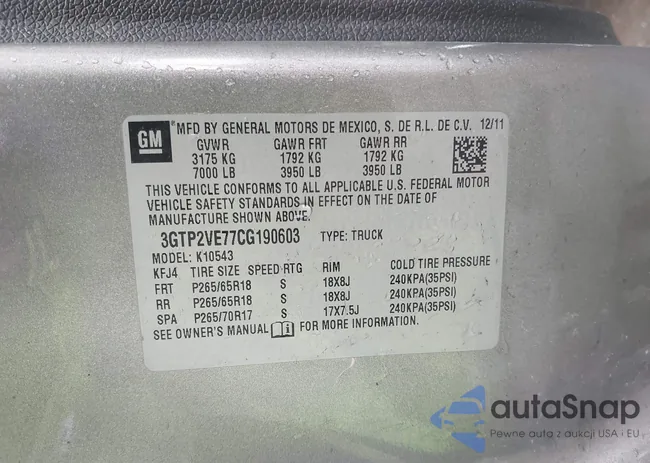 GM
MFD BY GENERAL MOTORS DE MEXICO, S. DE R.L. DE C.V. 12/11
GVWR GAWR FRT GAWR RR
3175 KG 1792 KG 1792 KG
7000 LB 3950 LB 3950 LB
THIS VEHICLE CONFORMS TO ALL APPLICABLE U.S. FEDERAL MOTOR
VEHICLE SAFETY STANDARDS IN EFFECT ON THE DATE OF
MANUFACTURE SHOWN ABOVE.
3GTP2VE77CG190603 TYPE: TRUCK
MODEL: K10543
KFJ4 TIRE SIZE SPEED RTG RIM COLD TIRE PRESSURE
FRT P265/65R18 S 18X8J 240KPA(35PSI)
RR P265/65R18 S 18X8J 240KPA(35PSI)
SPA P265/70R17 S 17X7.5J 240KPA(35PSI)
SEE OWNER'S MANUAL FOR MORE INFORMATION.
autaSnap
Pewne auta z aukcji USA i EU